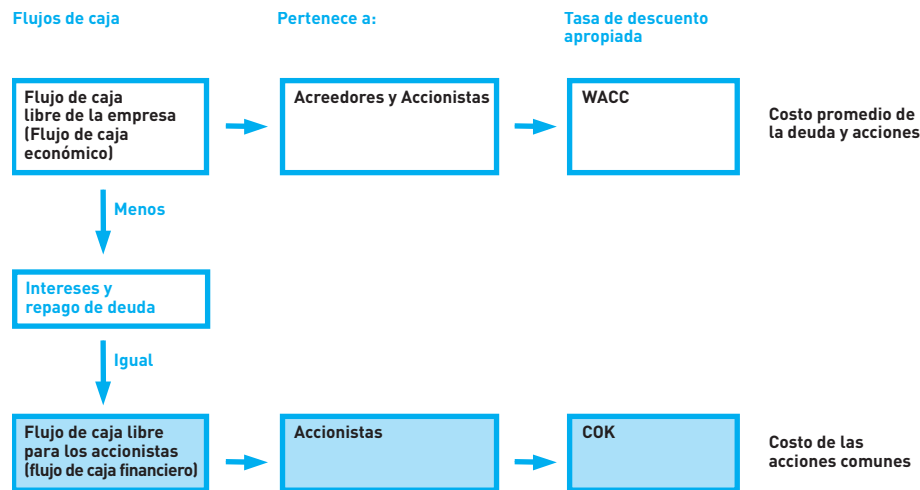 Flujos de caja
Pertenece a:
Tasa de descuento
apropiada
Flujo de caja
libre de la empresa
(Flujo de caja
económico)
Acreedores y Accionistas
WACC
Costo promedio de
la deuda y acciones
Menos
Intereses y
repago de deuda
Igual
Flujo de caja libre
para los accionistas
(flujo de caja financiero)
Accionistas
COK
Costo de las
acciones comunes